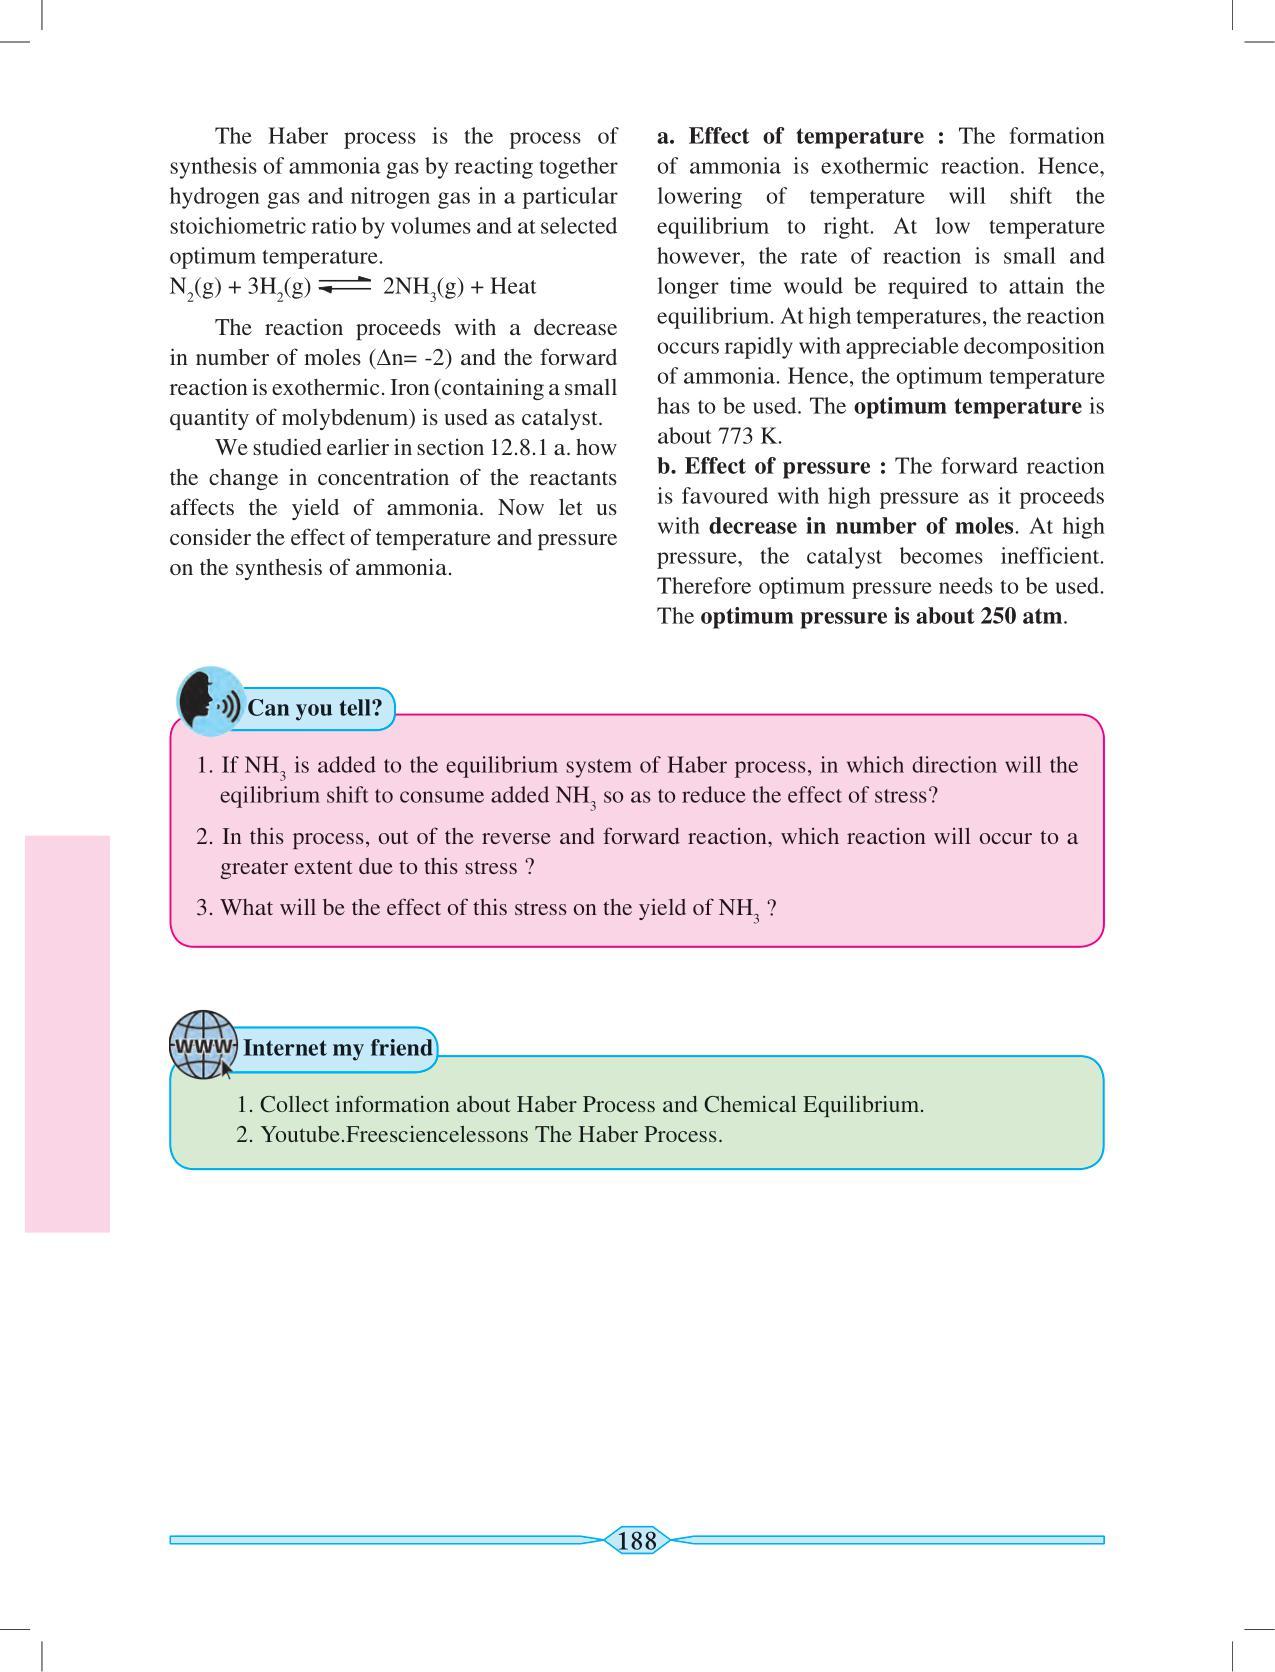 The Haber process is the process of
synthesis of ammonia gas by reacting together
hydrogen gas and nitrogen gas in a particular
stoichiometric ratio by volumes and at selected
optimum temperature.
N₂(g) + 3H₂(g) ⇌ 2NH₃(g) + Heat
The reaction proceeds with a decrease
in number of moles (Δn= -2) and the forward
reaction is exothermic. Iron (containing a small
quantity of molybdenum) is used as catalyst.
We studied earlier in section 12.8.1 a. how
the change in concentration of the reactants
affects the yield of ammonia. Now let us
consider the effect of temperature and pressure
on the synthesis of ammonia.
a. Effect of temperature : The formation
of ammonia is exothermic reaction. Hence,
lowering of temperature will shift the
equilibrium to right. At low temperature
however, the rate of reaction is small and
longer time would be required to attain the
equilibrium. At high temperatures, the reaction
occurs rapidly with appreciable decomposition
of ammonia. Hence, the optimum temperature
has to be used. The optimum temperature is
about 773 K.
b. Effect of pressure : The forward reaction
is favoured with high pressure as it proceeds
with decrease in number of moles. At high
pressure, the catalyst becomes inefficient.
Therefore optimum pressure needs to be used.
The optimum pressure is about 250 atm.
Can you tell?
1. If NH₃ is added to the equilibrium system of Haber process, in which direction will the
eqilibrium shift to consume added NH₃ so as to reduce the effect of stress?
2. In this process, out of the reverse and forward reaction, which reaction will occur to a
greater extent due to this stress ?
3. What will be the effect of this stress on the yield of NH₃ ?
WWW
Internet my friend
1. Collect information about Haber Process and Chemical Equilibrium.
2. Youtube.Freesciencelessons The Haber Process.
188